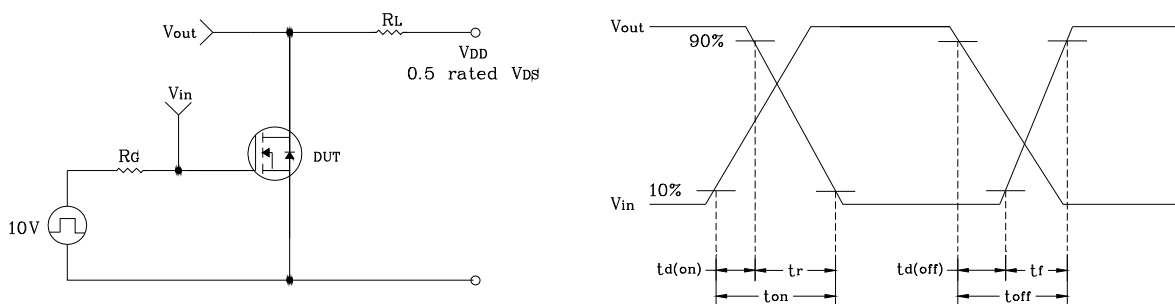 Vout
RL
VDD
0.5 rated VDS
Vin
RG
DUT
10V
Vout
90%
10%
Vin
td(on)
tr
ton
td(off)
tf
toff